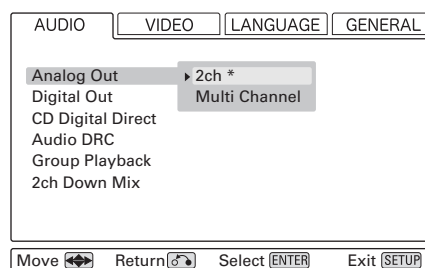 AUDIO VIDEO LANGUAGE GENERAL
Analog Out 2ch *
Digital Out Multi Channel
CD Digital Direct
Audio DRC
Group Playback
2ch Down Mix
Move Return Select ENTER Exit SETUP